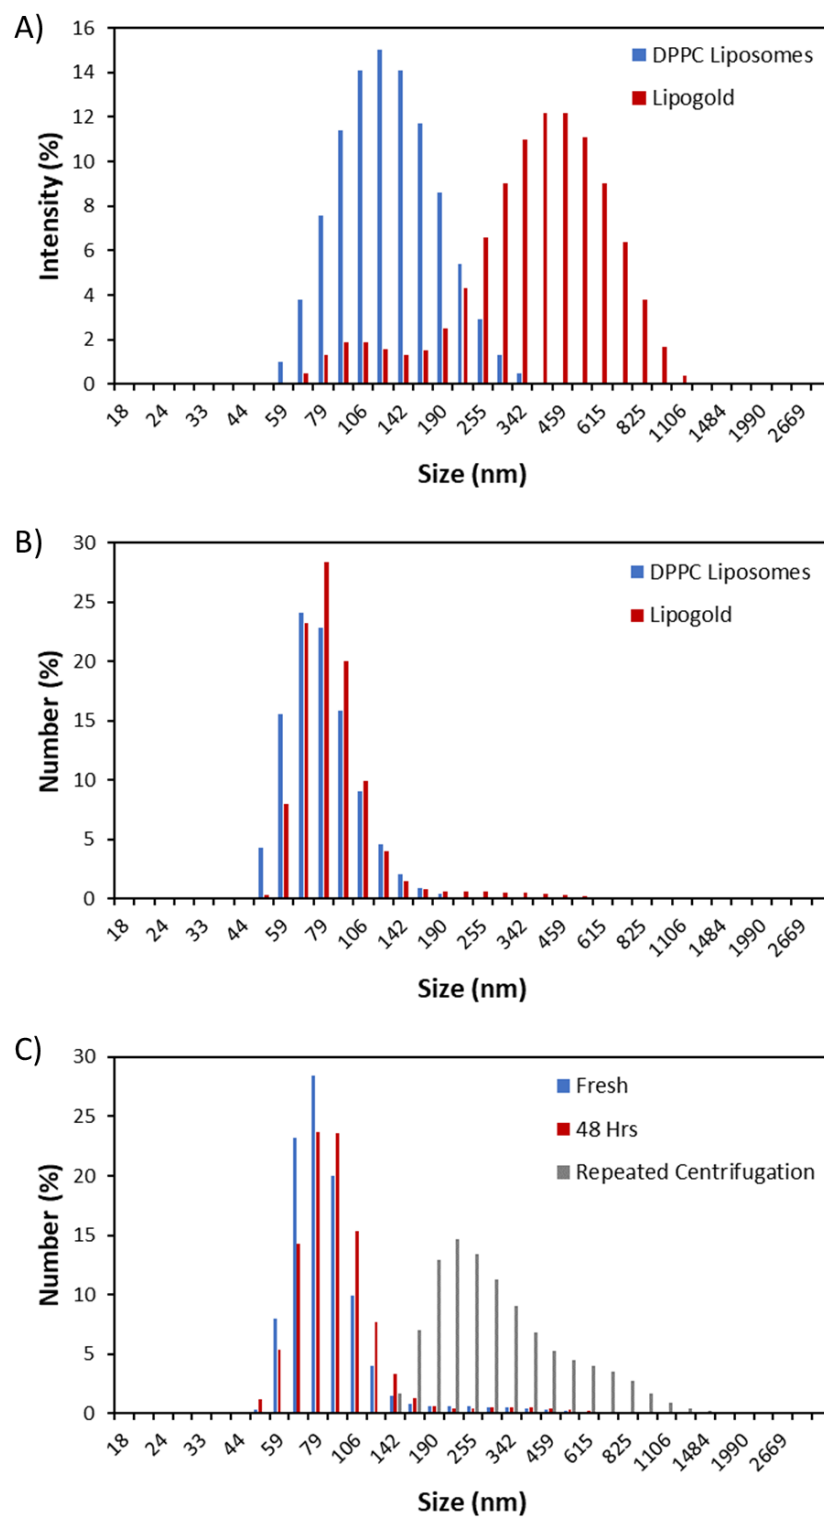 A)
16
14
12
10
8
6
4
2
0
Intensity (%)
DPPC Liposomes
Lipogold
18 24 33 44 59 79 106 142 190 255 342 459 615 825 1106 1484 1990 2669
Size (nm)
B)
30
25
20
15
10
5
0
Number (%)
DPPC Liposomes
Lipogold
18 24 33 44 59 79 106 142 190 255 342 459 615 825 1106 1484 1990 2669
Size (nm)
C)
30
25
20
15
10
5
0
Number (%)
Fresh
48 Hrs
Repeated Centrifugation
18 24 33 44 59 79 106 142 190 255 342 459 615 825 1106 1484 1990 2669
Size (nm)